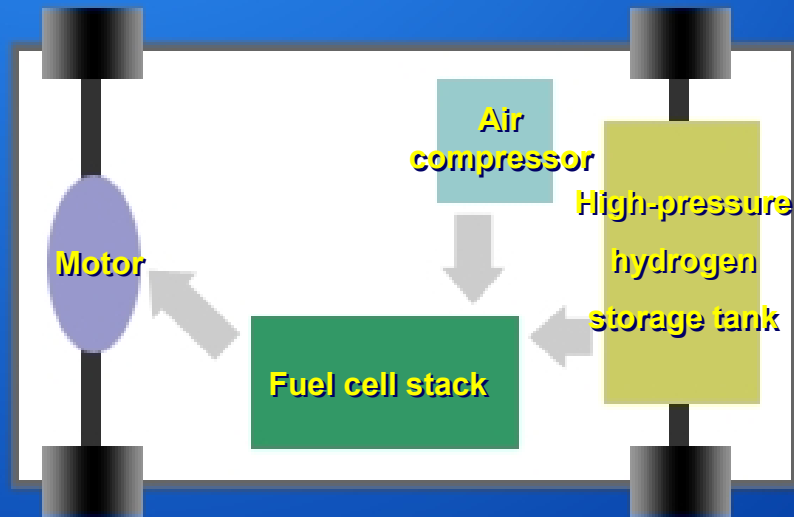 Air
compressor
High-pressure
hydrogen
storage tank
Motor
Fuel cell stack